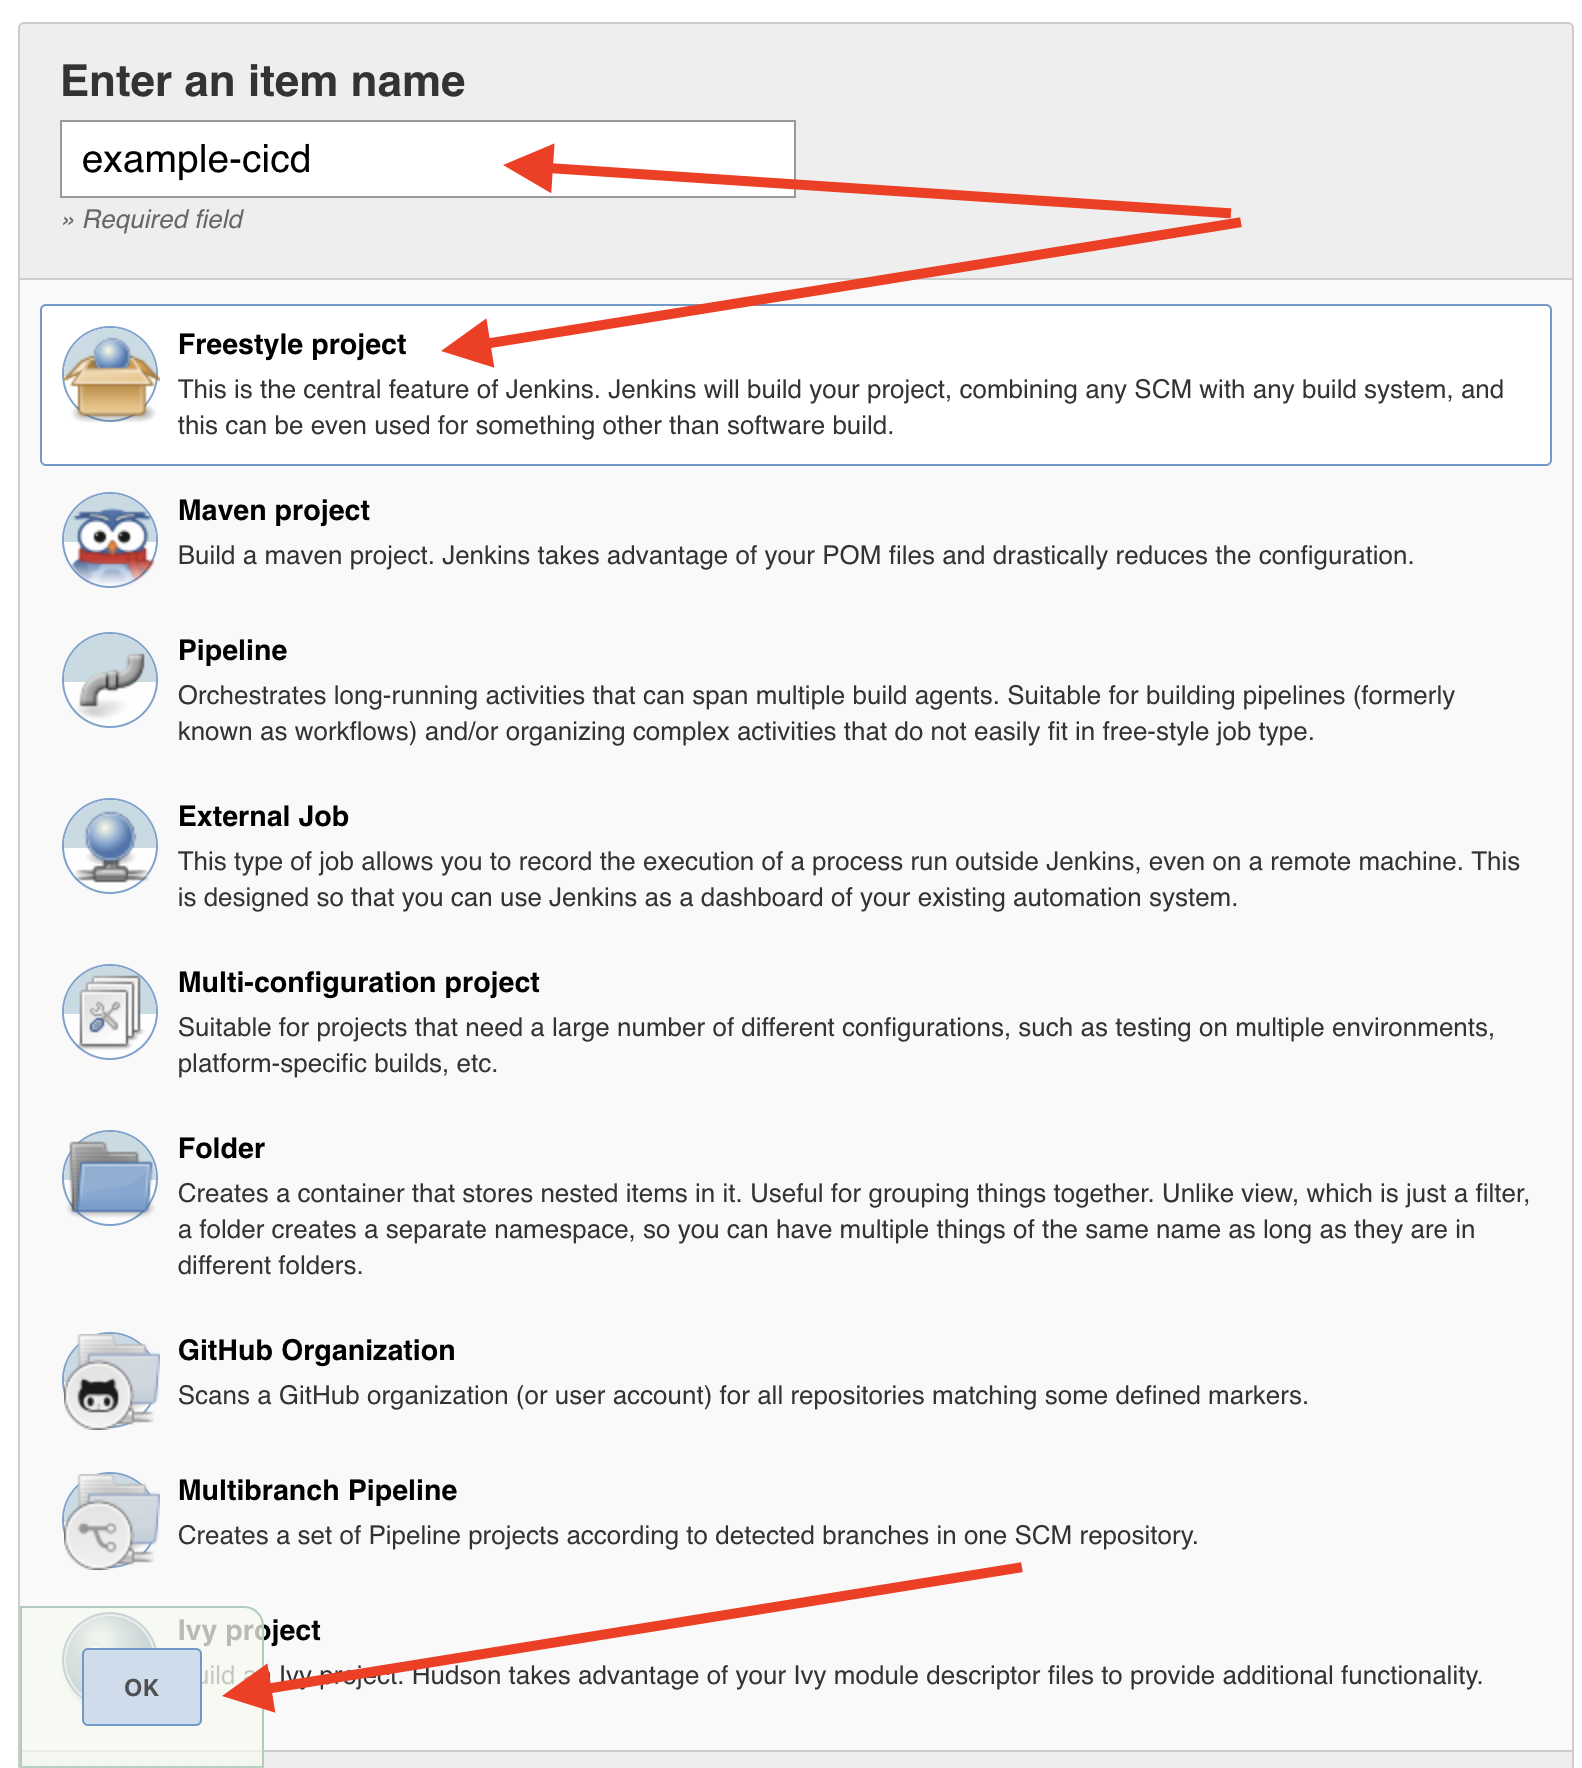 Enter an item name
example-cicd
» Required field
Freestyle project
This is the central feature of Jenkins. Jenkins will build your project, combining any SCM with any build system, and
this can be even used for something other than software build.
Maven project
Build a maven project. Jenkins takes advantage of your POM files and drastically reduces the configuration.
Pipeline
Orchestrates long-running activities that can span multiple build agents. Suitable for building pipelines (formerly
known as workflows) and/or organizing complex activities that do not easily fit in free-style job type.
External Job
This type of job allows you to record the execution of a process run outside Jenkins, even on a remote machine. This
is designed so that you can use Jenkins as a dashboard of your existing automation system.
Multi-configuration project
Suitable for projects that need a large number of different configurations, such as testing on multiple environments,
platform-specific builds, etc.
Folder
Creates a container that stores nested items in it. Useful for grouping things together. Unlike view, which is just a filter,
a folder creates a separate namespace, so you can have multiple things of the same name as long as they are in
different folders.
GitHub Organization
Scans a GitHub organization (or user account) for all repositories matching some defined markers.
Multibranch Pipeline
Creates a set of Pipeline projects according to detected branches in one SCM repository.
Ivy project
Ivy project. Hudson takes advantage of your Ivy module descriptor files to provide additional functionality.
OK